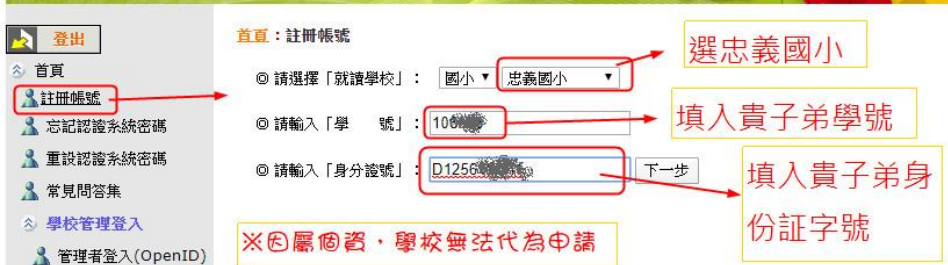 登出
首頁
註冊帳號
忘記認證系統密碼
重設認證系統密碼
常見問答集
學校管理登入
管理者登入(OpenID)
首頁：註冊帳號
◎ 請選擇「就讀學校」： 國小 ▼ 忠義國小 ▼
◎ 請輸入「學 號」： 106
◎ 請輸入「身分證號」： D1256 下一步
※因屬個資，學校無法代為申請
選忠義國小
填入貴子弟學號
填入貴子弟身
份証字號